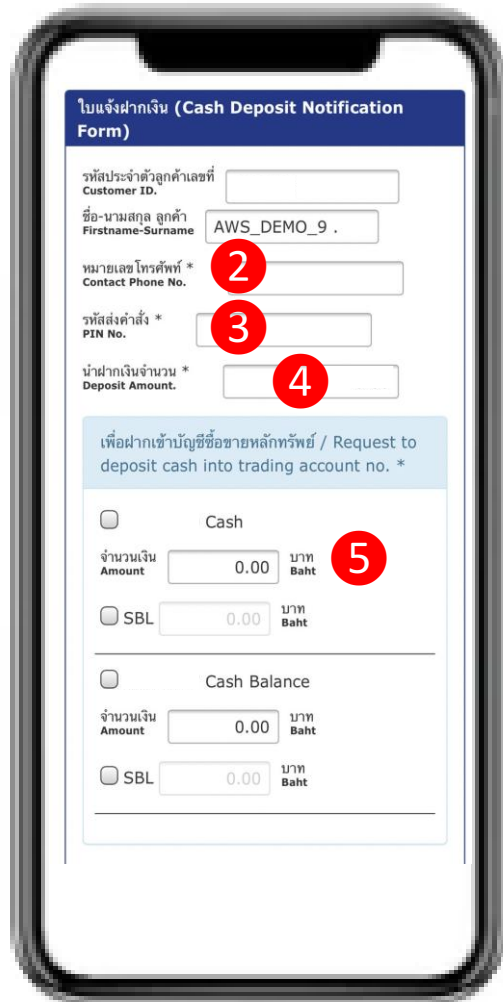 ใบแจ้งฝากเงิน (Cash Deposit Notification
Form)
รหัสประจำตัวลูกค้าเลขที่
Customer ID.
ชื่อ-นามสกุล ลูกค้า
Firstname-Surname
AWS_DEMO_9 .
หมายเลขโทรศัพท์ *
Contact Phone No.
2
รหัสส่งคำสั่ง *
PIN No.
3
นำฝากเงินจำนวน *
Deposit Amount.
4
เพื่อฝากเข้าบัญชีซื้อขายหลักทรัพย์ / Request to
deposit cash into trading account no. *
Cash
จำนวนเงิน
Amount
0.00
บาท
Baht
5
SBL
0.00
บาท
Baht
Cash Balance
จำนวนเงิน
Amount
0.00
บาท
Baht
SBL
0.00
บาท
Baht